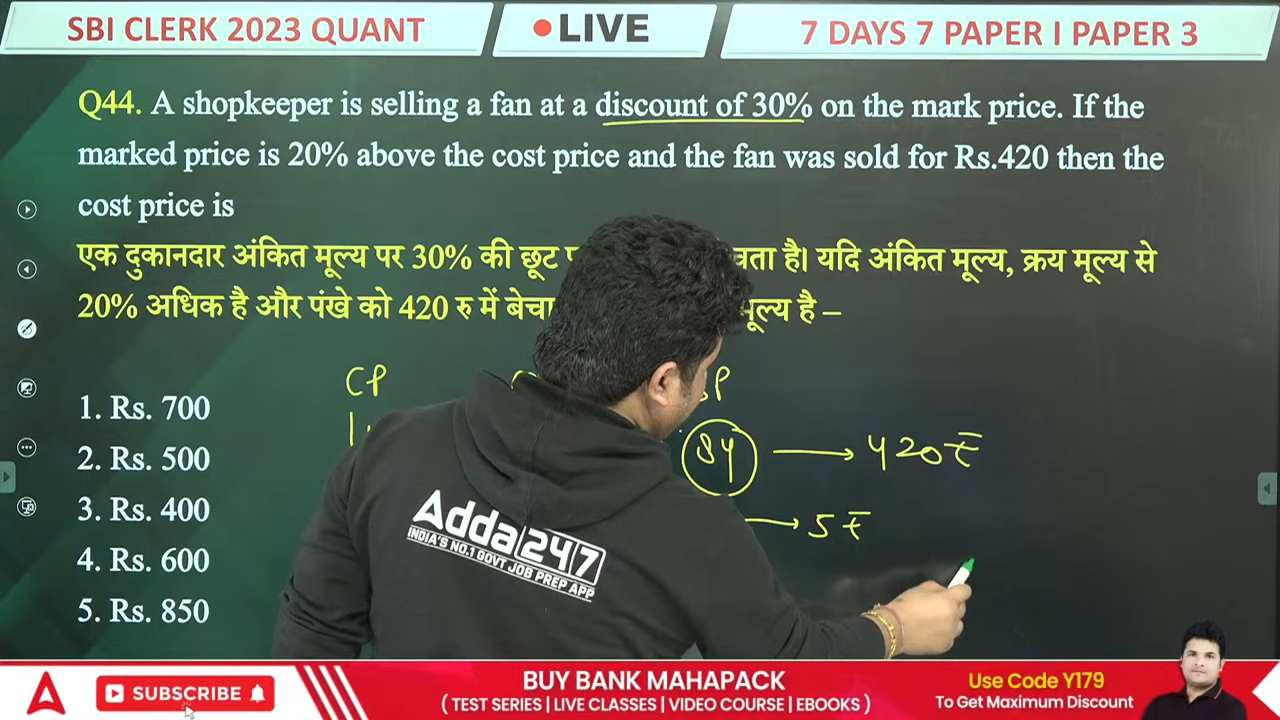 SBI CLERK 2023 QUANT
LIVE
7 DAYS 7 PAPER I PAPER 3
Q44. A shopkeeper is selling a fan at a discount of 30% on the mark price. If the
marked price is 20% above the cost price and the fan was sold for Rs.420 then the
cost price is
एक दुकानदार अंकित मूल्य पर 30% की छूट है। यदि अंकित मूल्य, क्रय मूल्य से
20% अधिक है और पंखे को 420 रु में बेचा मूल्य है –
CP
84 → 420 ₹
→ 5 ₹
1. Rs. 700
2. Rs. 500
3. Rs. 400
4. Rs. 600
5. Rs. 850
Adda247
INDIA'S NO.1 GOVT JOB PREP APP
SUBSCRIBE
BUY BANK MAHAPACK
( TEST SERIES | LIVE CLASSES | VIDEO COURSE | EBOOKS )
Use Code Y179
To Get Maximum Discount